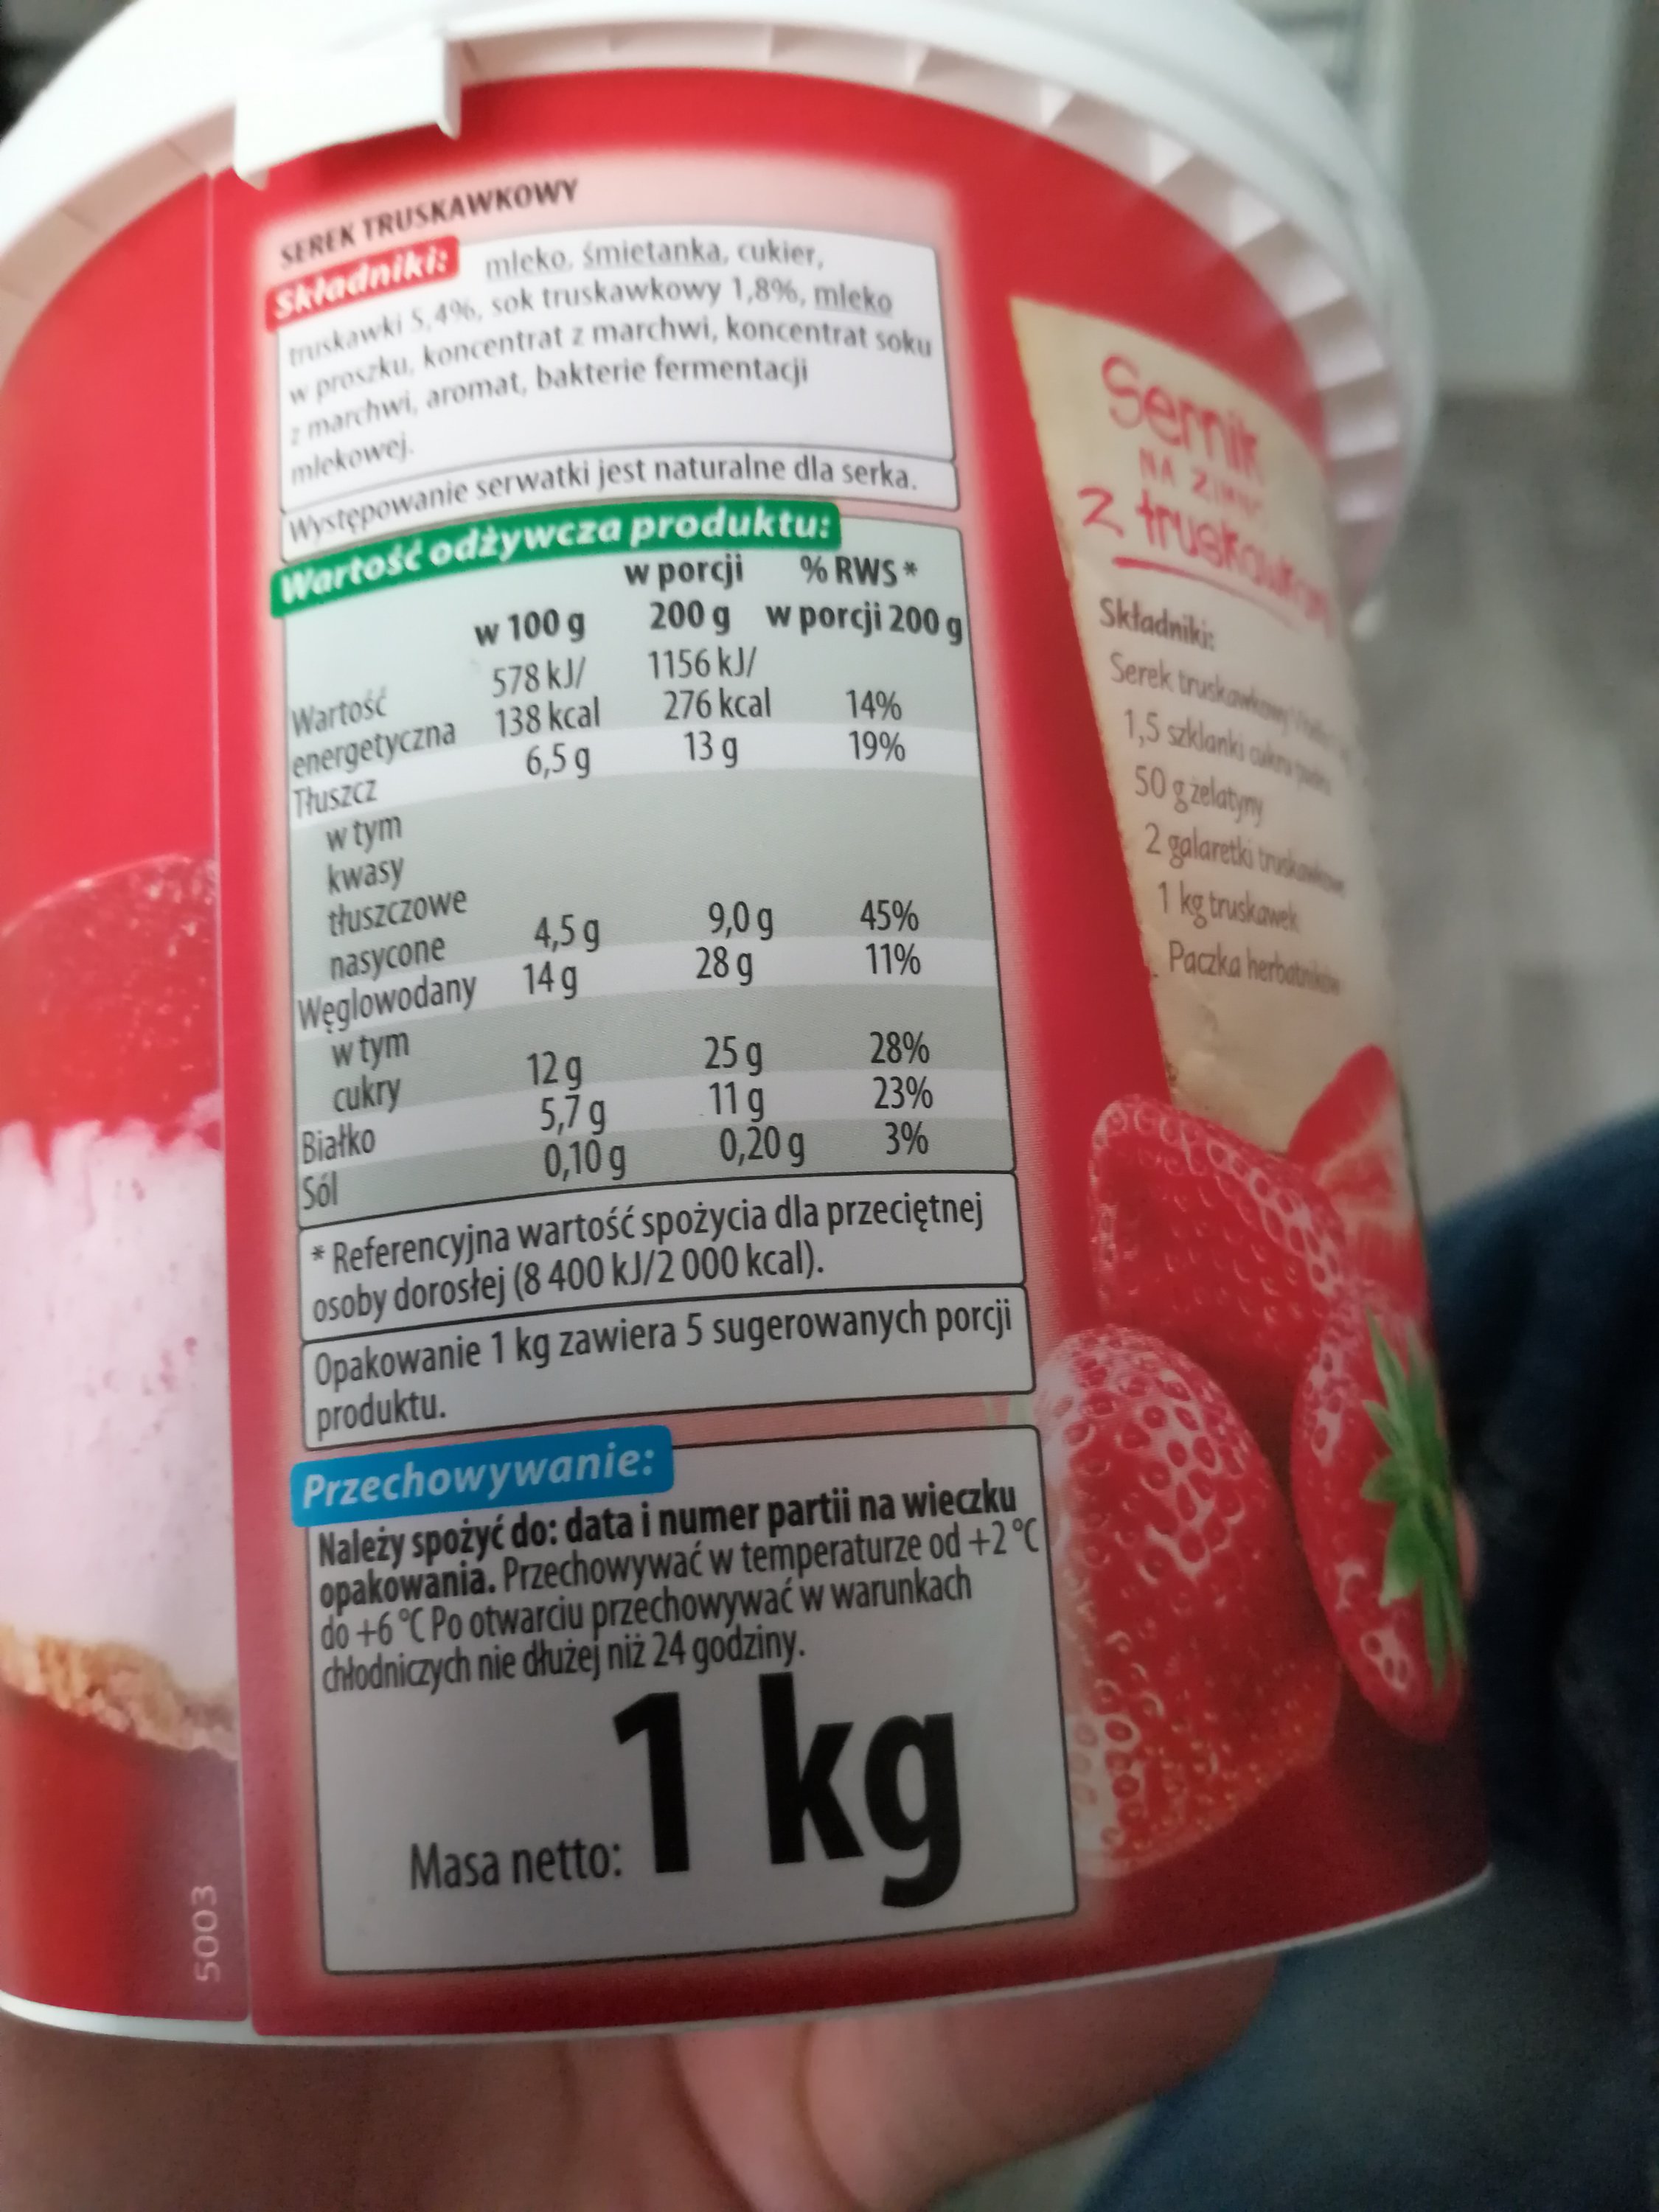 SEREK TRUSKAWKOWY
Składniki: mleko, śmietanka, cukier,
truskawki 5,4%, sok truskawkowy 1,8%, mleko
w proszku, koncentrat z marchwi, koncentrat soku
z marchwi, aromat, bakterie fermentacji
mlekowej.
Występowanie serwatki jest naturalne dla serka.
Wartość odżywcza produktu:
w 100 g w porcji 200 g % RWS* w porcji 200 g
Wartość 578 kJ/ 1156 kJ/
energetyczna 138 kcal 276 kcal 14%
Tłuszcz 6,5 g 13 g 19%
w tym
kwasy
tłuszczowe
nasycone 4,5 g 9,0 g 45%
Węglowodany 14 g 28 g 11%
w tym
cukry 12 g 25 g 28%
Białko 5,7 g 11 g 23%
Sól 0,10 g 0,20 g 3%
* Referencyjna wartość spożycia dla przeciętnej
osoby dorosłej (8 400 kJ/2 000 kcal).
Opakowanie 1 kg zawiera 5 sugerowanych porcji
produktu.
Przechowywanie:
Należy spożyć do: data i numer partii na wieczku
opakowania. Przechowywać w temperaturze od +2 °C
do +6 °C Po otwarciu przechowywać w warunkach
chłodniczych nie dłużej niż 24 godziny.
Masa netto: 1 kg
5003
Sernik
NA ZIMNO
z truskawkami
Składniki:
Serek truskawkowy
1,5 szklanki cukru
50 g żelatyny
2 galaretki truskawkowe
1 kg truskawek
Paczka herbatników